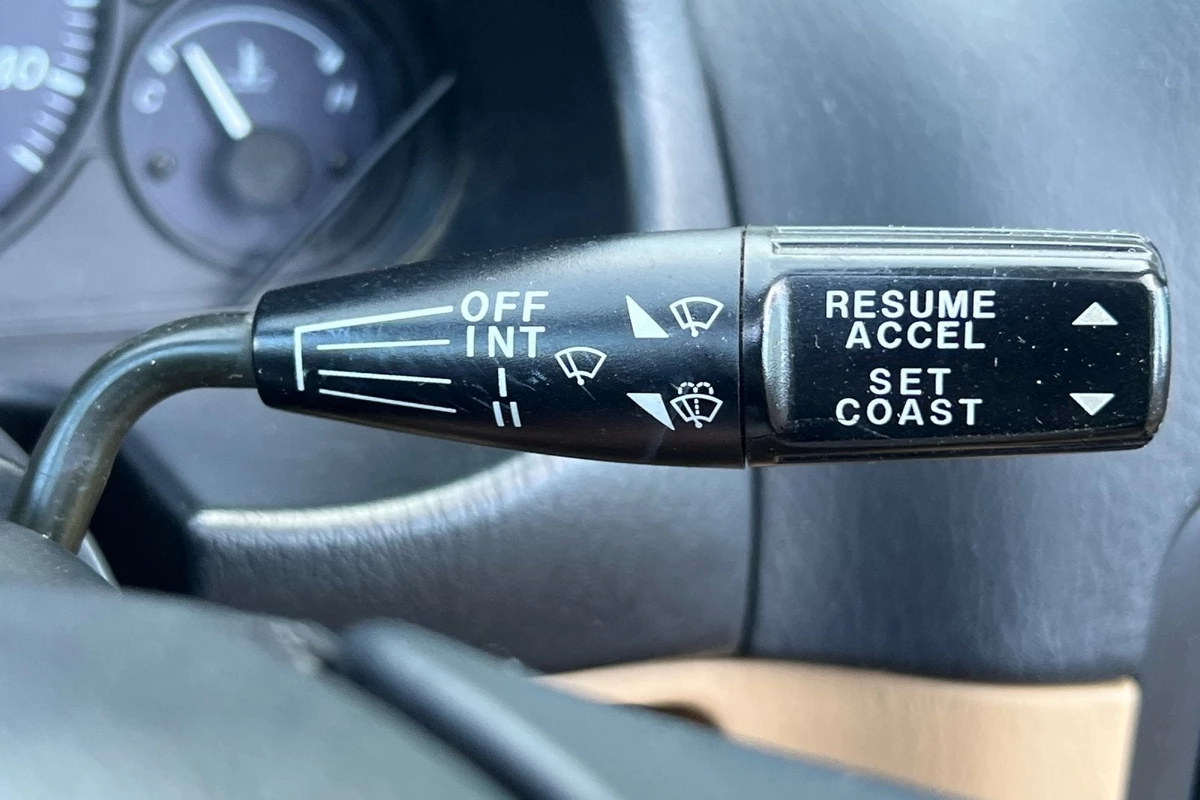 C
H
OFF
INT
I
II
RESUME
ACCEL
SET
COAST